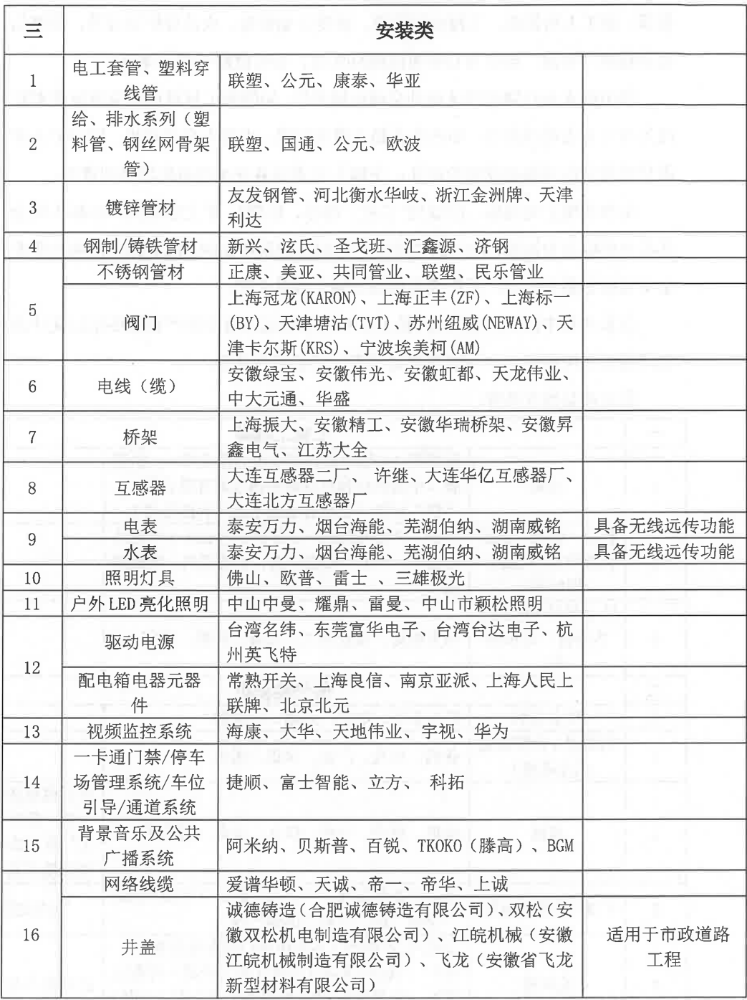 三 安装类
1 电工套管、塑料穿
线管 联塑、公元、康泰、华亚
2 给、排水系列（塑
料管、钢丝网骨架
管） 联塑、国通、公元、欧波
3 镀锌管材 友发钢管、河北衡水华岐、浙江金洲牌、天津
利达
4 钢制/铸铁管材 新兴、泫氏、圣戈班、汇鑫源、济钢
5 不锈钢管材 正康、美亚、共同管业、联塑、民乐管业
阀门 上海冠龙(KARON)、上海正丰(ZF)、上海标一
(BY)、天津塘沽(TVT)、苏州纽威(NEWAY)、天
津卡尔斯(KRS)、宁波埃美柯(AM)
6 电线（缆） 安徽绿宝、安徽伟光、安徽虹都、天龙伟业、
中大元通、华盛
7 桥架 上海振大、安徽精工、安徽华瑞桥架、安徽昇
鑫电气、江苏大全
8 互感器 大连互感器二厂、 许继、大连华亿互感器厂、
大连北方互感器厂
9 电表 泰安万力、烟台海能、芜湖伯纳、湖南威铭 具备无线远传功能
水表 泰安万力、烟台海能、芜湖伯纳、湖南威铭 具备无线远传功能
10 照明灯具 佛山、欧普、雷士 、三雄极光
11 户外 LED 亮化照明 中山中曼、耀鼎、雷曼、中山市颖松照明
12 驱动电源 台湾名纬、东莞富华电子、台湾台达电子、杭
州英飞特
配电箱电器元器
件 常熟开关、上海良信、南京亚派、上海人民上
联牌、北京北元
13 视频监控系统 海康、大华、天地伟业、宇视、华为
14 一卡通门禁/停车
场管理系统/车位
引导/通道系统 捷顺、富士智能、立方、 科拓
15 背景音乐及公共
广播系统 阿米纳、贝斯普、百锐、TKOKO（滕高）、BGM
16 网络线缆 爱谱华顿、天诚、帝一、帝华、上诚
井盖 诚德铸造（合肥诚德铸造有限公司）、双松（安
徽双松机电制造有限公司）、江皖机械（安徽
江皖机械制造有限公司）、飞龙（安徽省飞龙
新型材料有限公司） 适用于市政道路
工程